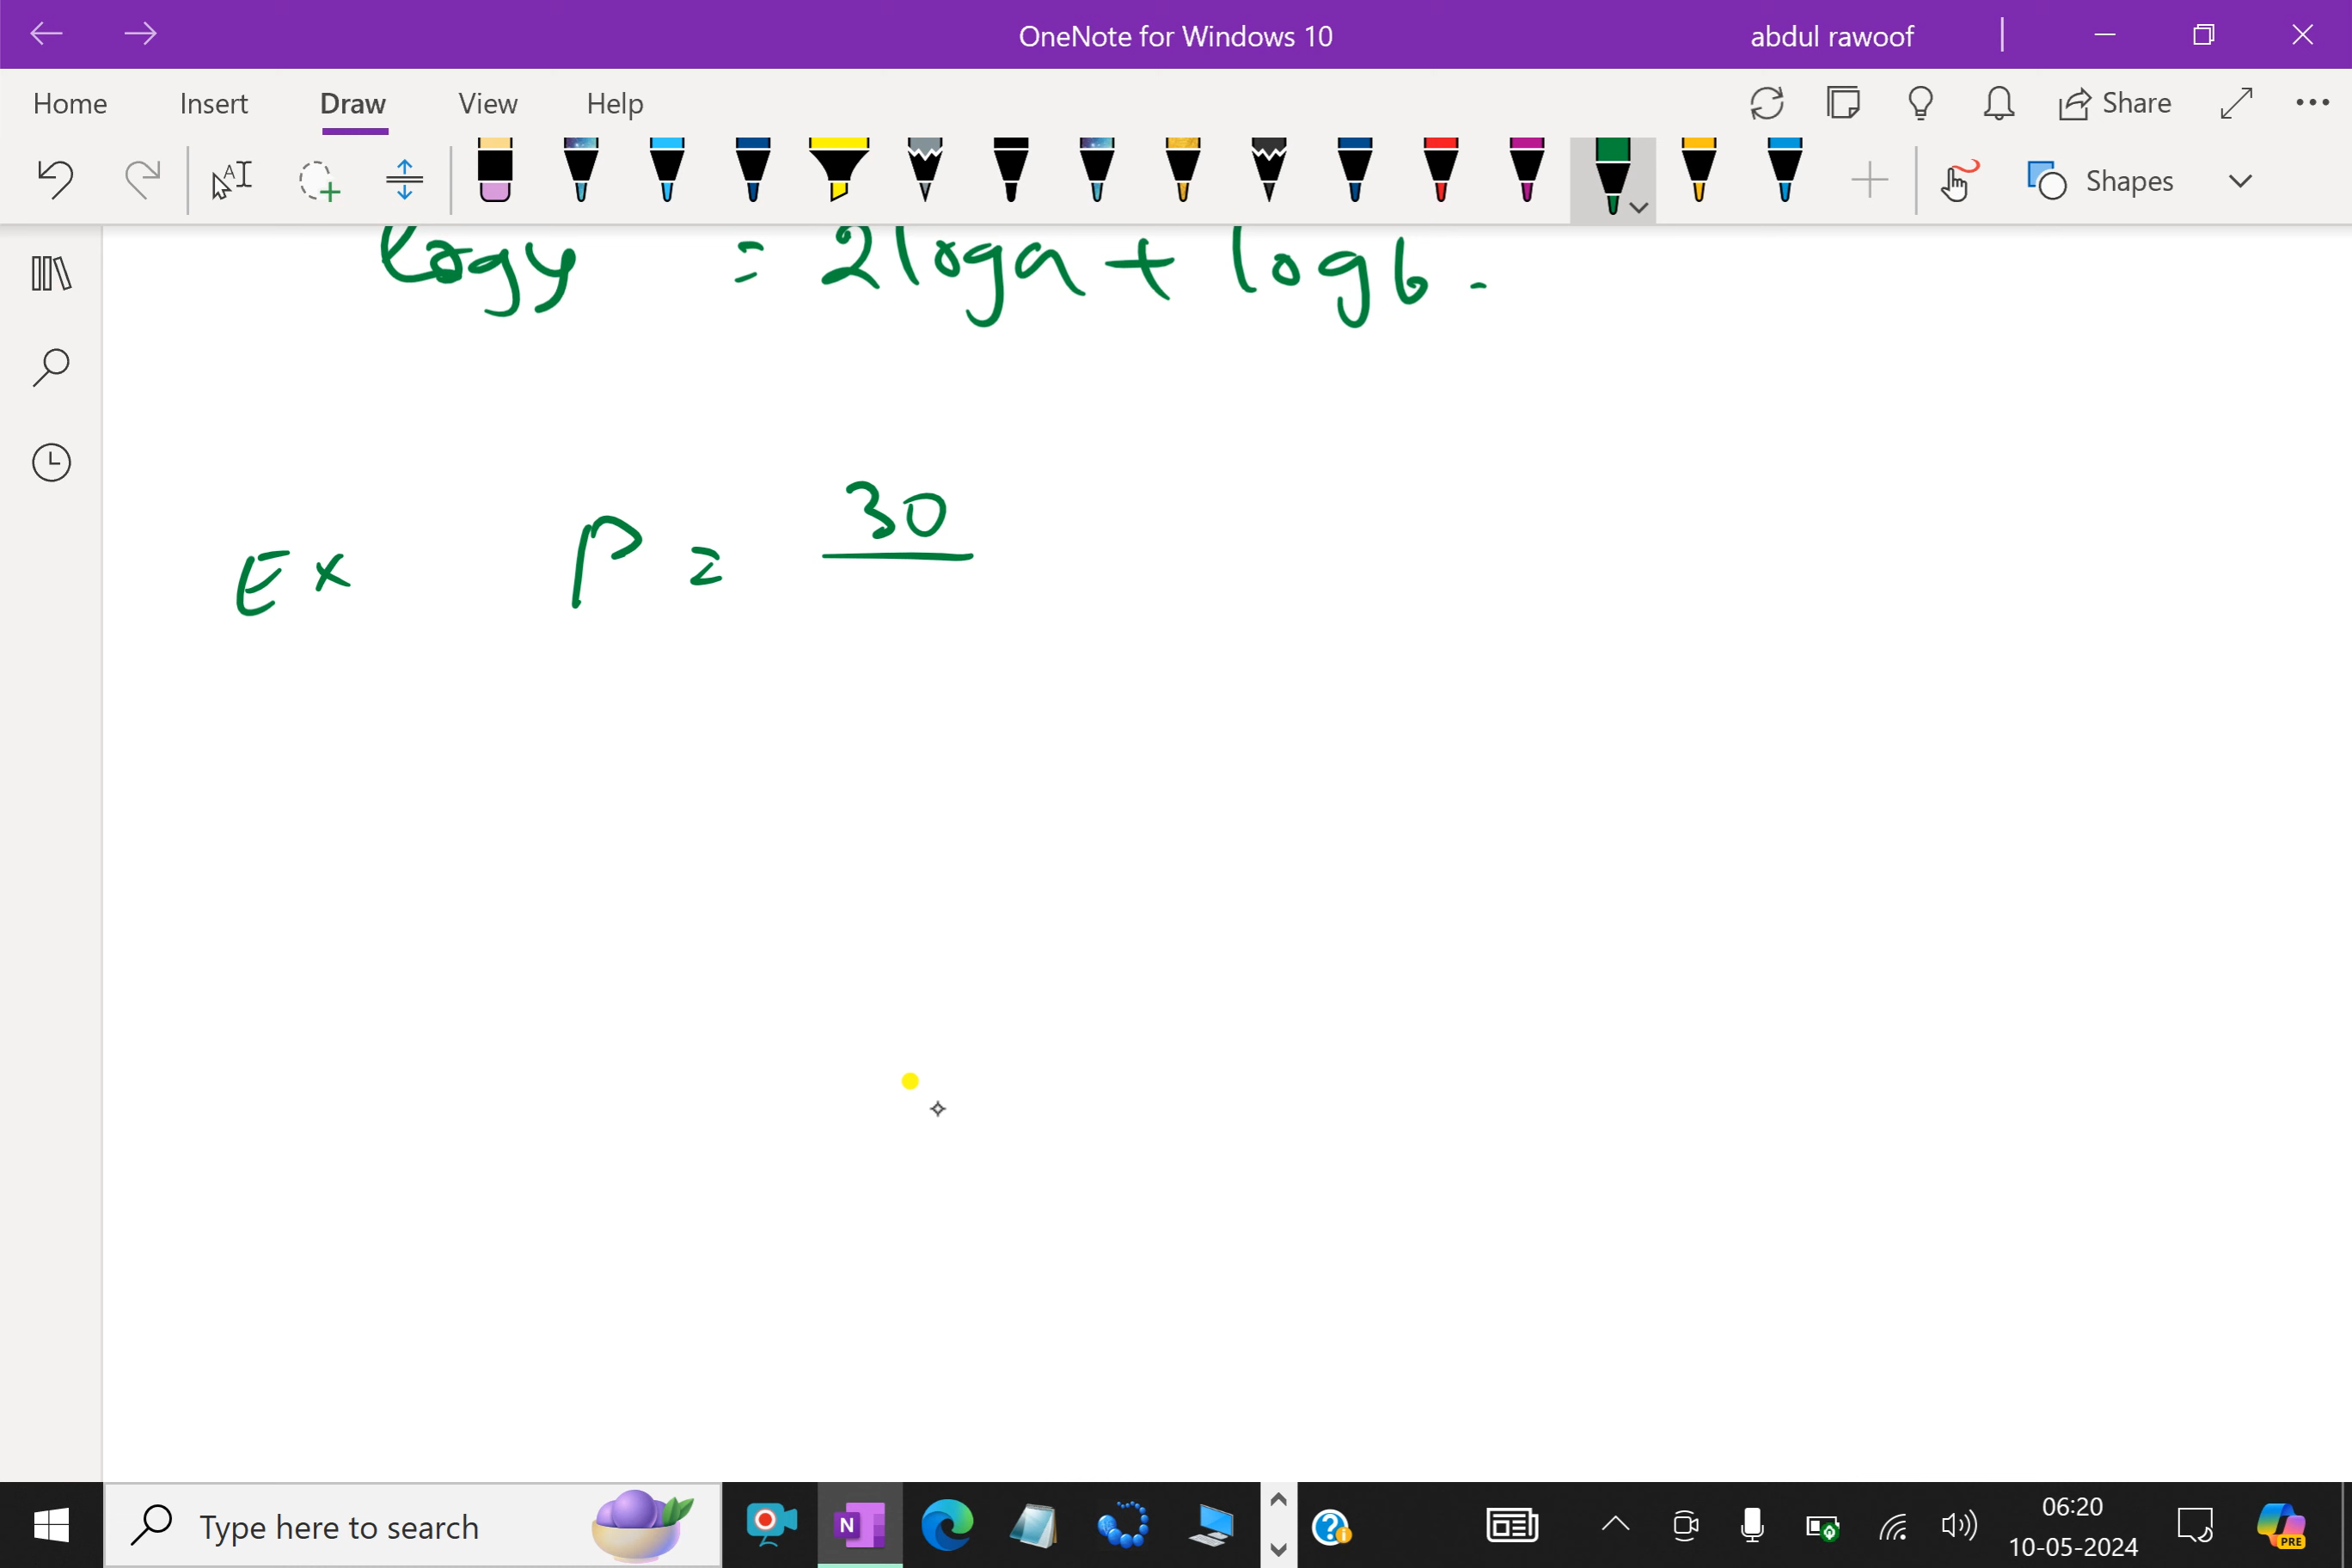 OneNote for Windows 10
abdul rawoof
Home Insert Draw View Help
Share
Shapes
logy = 2loga + logb.
Ex P = 30
Type here to search
06:20
10-05-2024
PRE